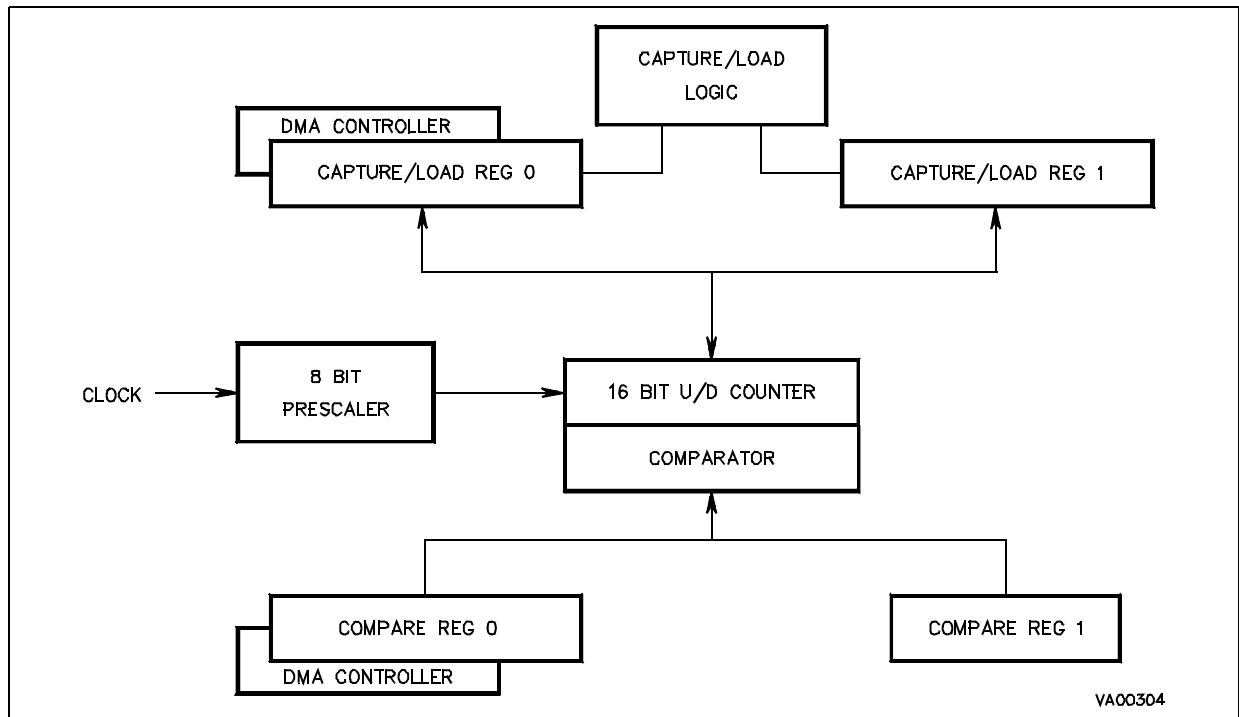 CAPTURE/LOAD
LOGIC
DMA CONTROLLER
CAPTURE/LOAD REG 0
CAPTURE/LOAD REG 1
CLOCK
8 BIT
PRESCALER
16 BIT U/D COUNTER
COMPARATOR
COMPARE REG 0
COMPARE REG 1
DMA CONTROLLER
VA00304